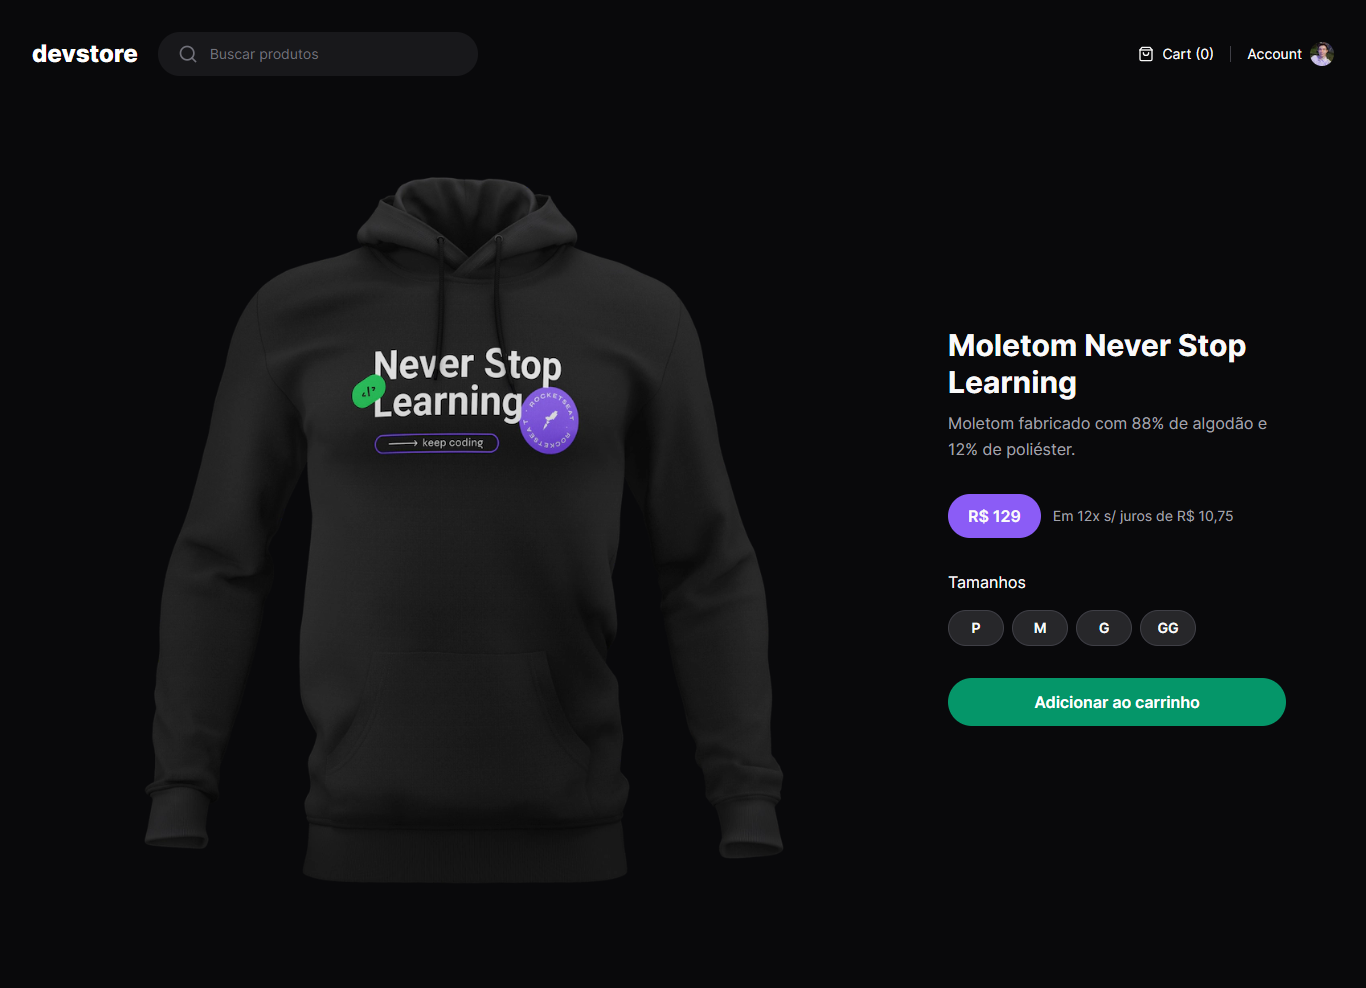 devstore
Buscar produtos
Cart (0)
Account
Never Stop
Learning
</>
ROCKETSEAT · ROCKETSEAT ·
keep coding
Moletom Never Stop
Learning
Moletom fabricado com 88% de algodão e
12% de poliéster.
R$ 129
Em 12x s/ juros de R$ 10,75
Tamanhos
P
M
G
GG
Adicionar ao carrinho